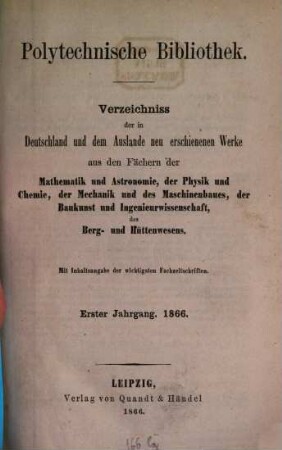 Polytechnische Bibliothek.
Verzeichniss
der in
Deutschland und dem Auslande neu erschienenen Werke
aus den Fächern der
Mathematik und Astronomie, der Physik und
Chemie, der Mechanik und des Maschinenbaues, der
Baukunst und Ingenieurwissenschaft,
des
Berg- und Hüttenwesens.
Mit Inhaltsangabe der wichtigsten Fachzeitschriften.
Erster Jahrgang. 1866.
LEIPZIG,
Verlag von Quandt & Händel
1866.